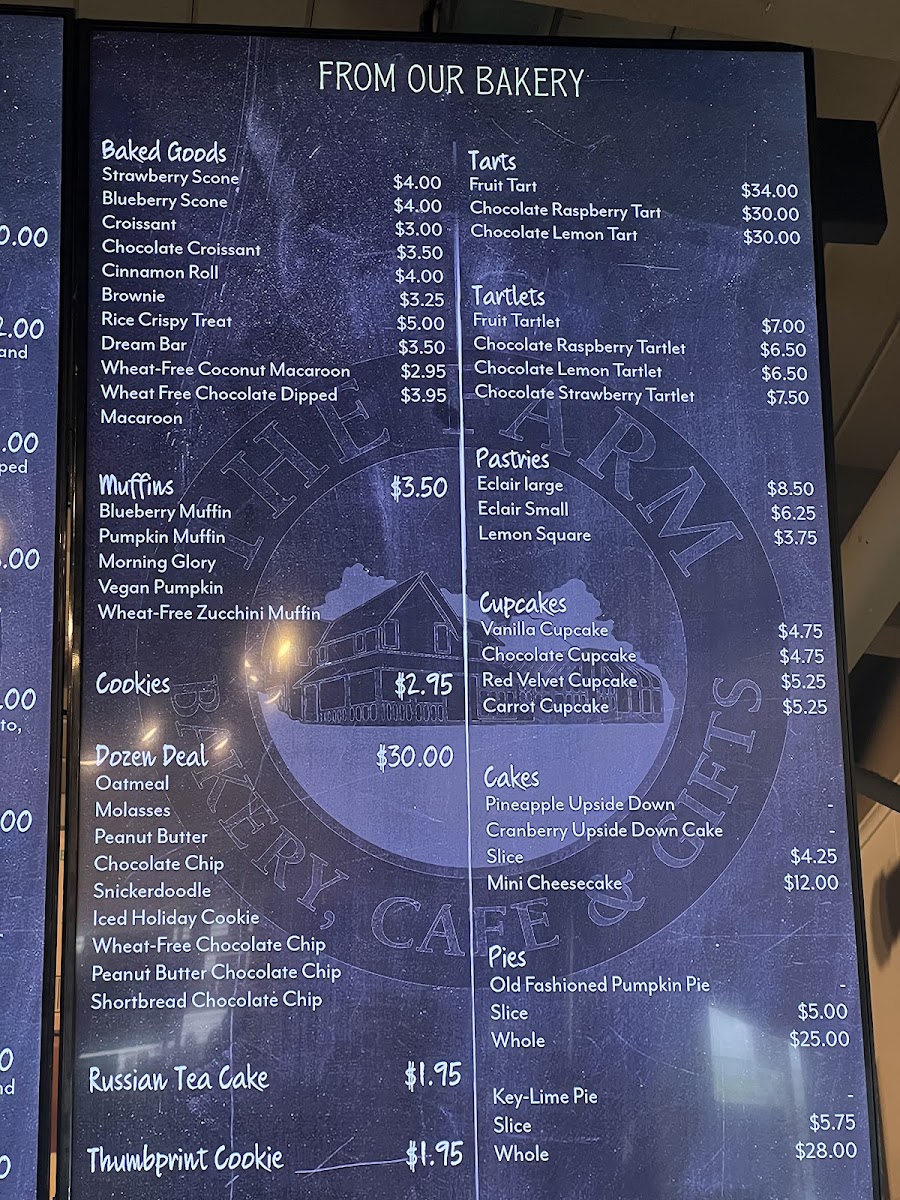 FROM OUR BAKERY
Baked Goods
Strawberry Scone $4.00
Blueberry Scone $4.00
Croissant $3.00
Chocolate Croissant $3.50
Cinnamon Roll $4.00
Brownie $3.25
Rice Crispy Treat $5.00
Dream Bar $3.50
Wheat-Free Coconut Macaroon $2.95
Wheat Free Chocolate Dipped $3.95
Macaroon
Muffins $3.50
Blueberry Muffin
Pumpkin Muffin
Morning Glory
Vegan Pumpkin
Wheat-Free Zucchini Muffin
Cookies $2.95
Dozen Deal $30.00
Oatmeal
Molasses
Peanut Butter
Chocolate Chip
Snickerdoodle
Iced Holiday Cookie
Wheat-Free Chocolate Chip
Peanut Butter Chocolate Chip
Shortbread Chocolate Chip
Russian Tea Cake $1.95
Thumbprint Cookie $1.95
Tarts
Fruit Tart $34.00
Chocolate Raspberry Tart $30.00
Chocolate Lemon Tart $30.00
Tartlets
Fruit Tartlet $7.00
Chocolate Raspberry Tartlet $6.50
Chocolate Lemon Tartlet $6.50
Chocolate Strawberry Tartlet $7.50
Pastries
Eclair large $8.50
Eclair Small $6.25
Lemon Square $3.75
Cupcakes
Vanilla Cupcake $4.75
Chocolate Cupcake $4.75
Red Velvet Cupcake $5.25
Carrot Cupcake $5.25
Cakes
Pineapple Upside Down -
Cranberry Upside Down Cake -
Slice $4.25
Mini Cheesecake $12.00
Pies
Old Fashioned Pumpkin Pie -
Slice $5.00
Whole $25.00
Key-Lime Pie -
Slice $5.75
Whole $28.00
THE FARM
BAKERY, CAFE & GIFTS